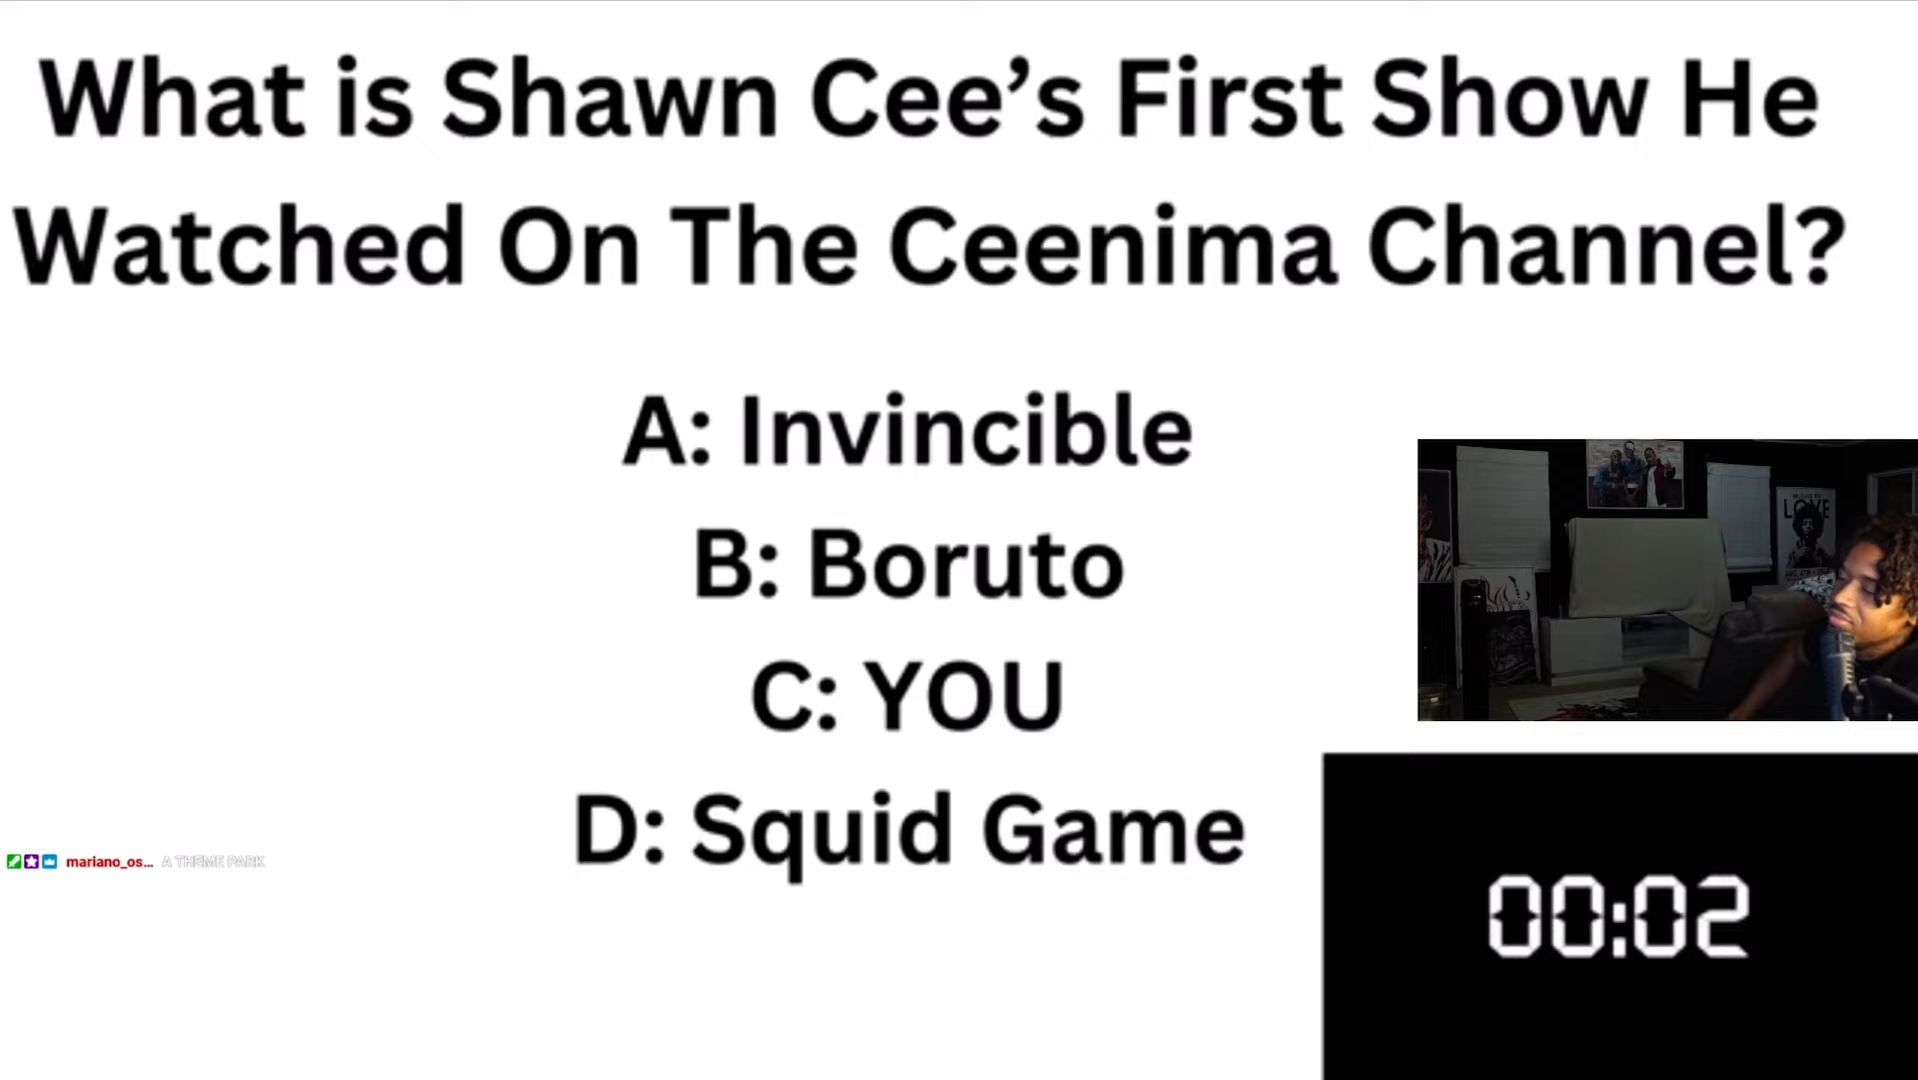 What is Shawn Cee’s First Show He
Watched On The Ceenima Channel?
A: Invincible
B: Boruto
C: YOU
D: Squid Game
LOVE
mariano_os... A THEME PARK
00:02